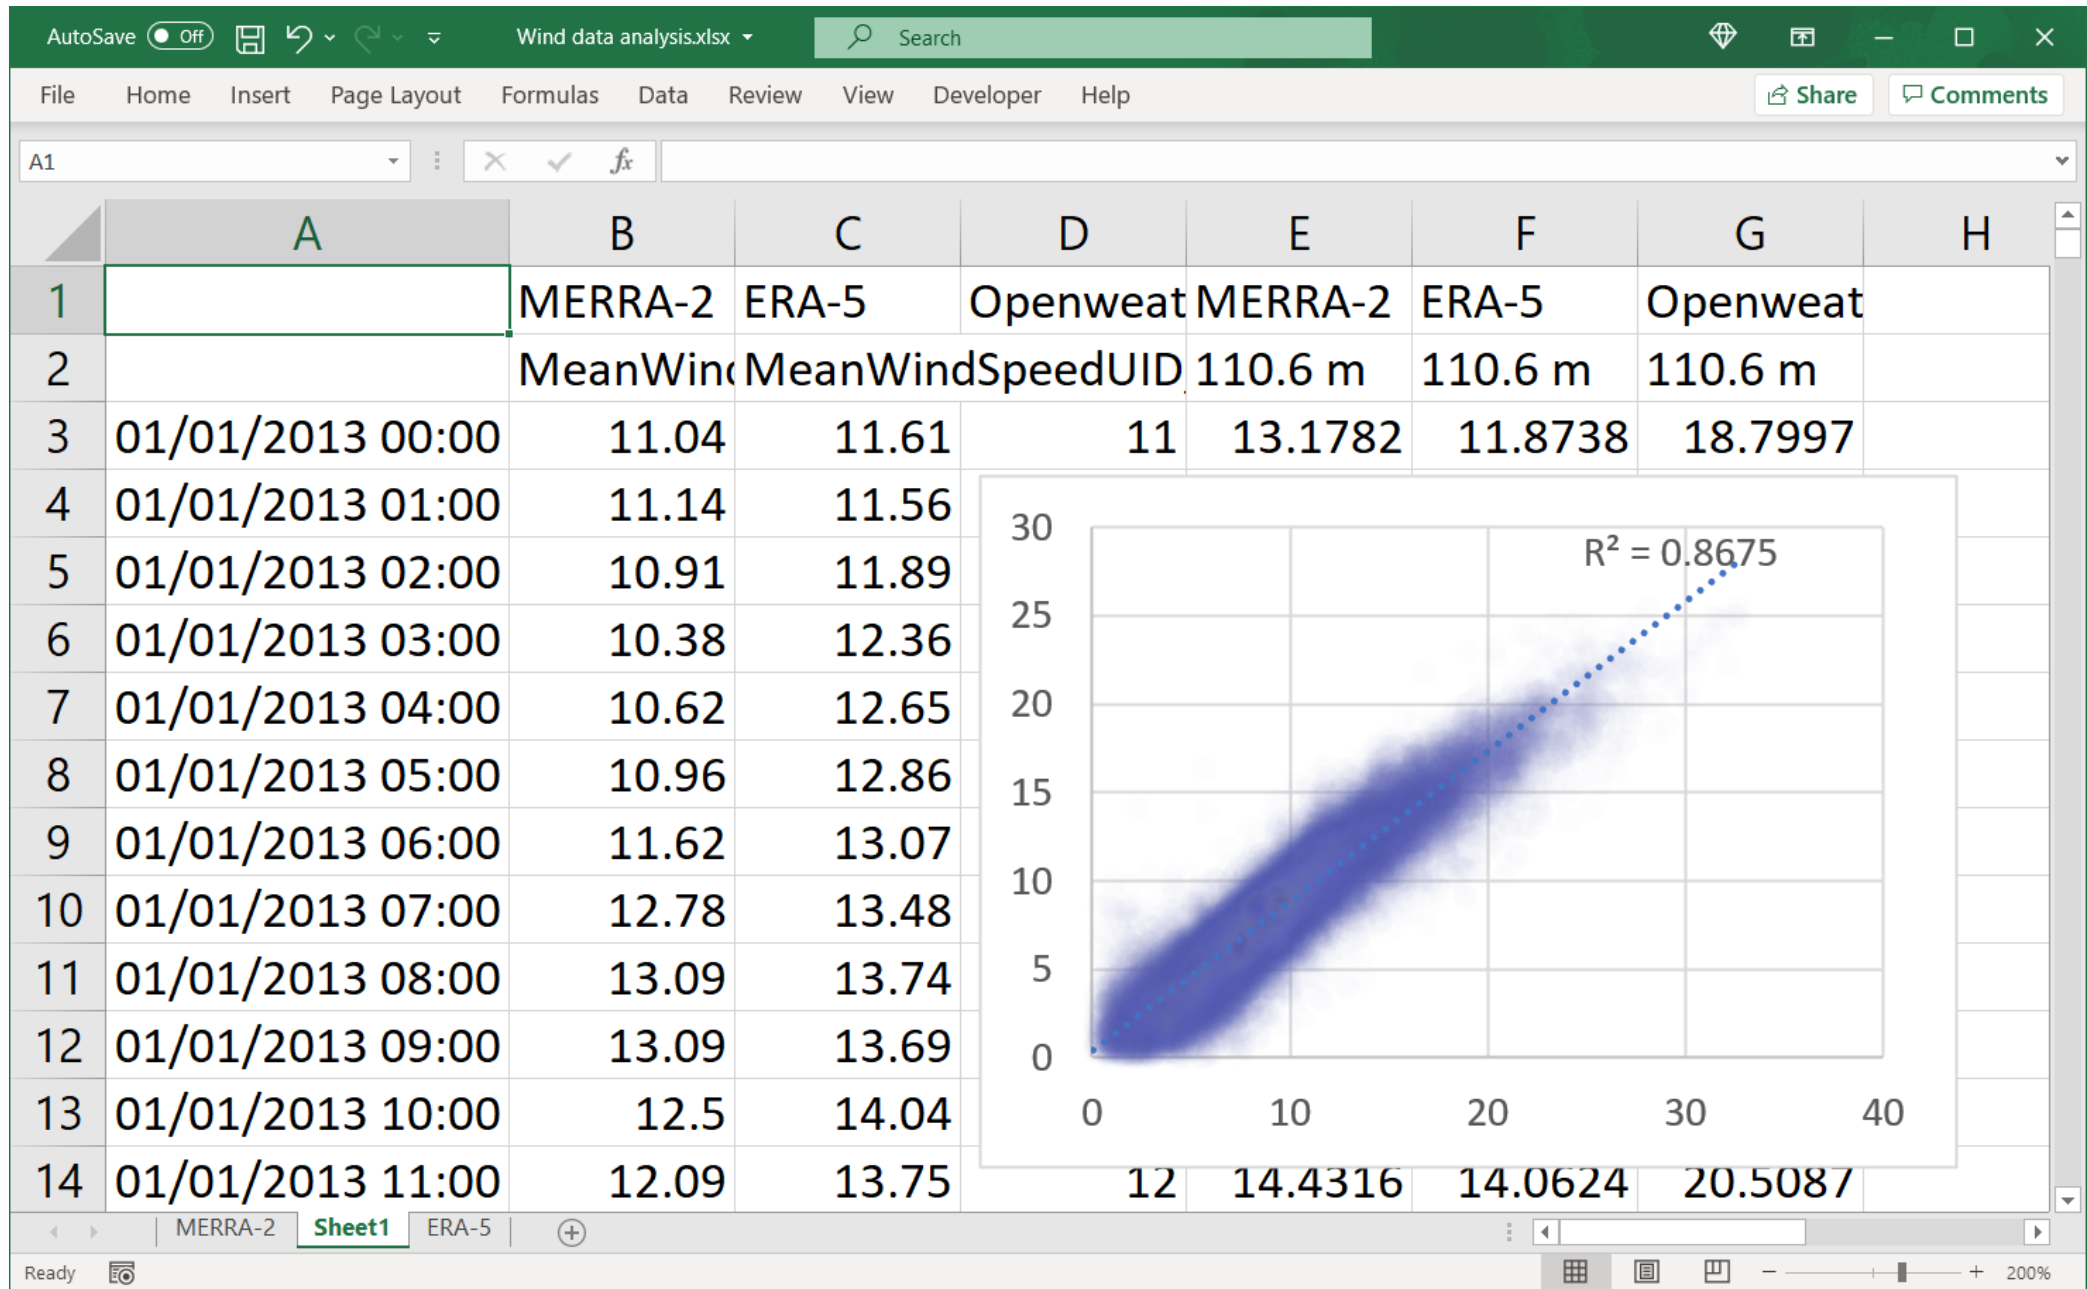 AutoSave Off Wind data analysis.xlsx Search
File Home Insert Page Layout Formulas Data Review View Developer Help Share Comments
A1 fx
A B C D E F G H
1 MERRA-2 ERA-5 Openweat MERRA-2 ERA-5 Openweat
2 MeanWind MeanWindSpeedUID_ 110.6 m 110.6 m 110.6 m
3 01/01/2013 00:00 11.04 11.61 11 13.1782 11.8738 18.7997
4 01/01/2013 01:00 11.14 11.56
5 01/01/2013 02:00 10.91 11.89
6 01/01/2013 03:00 10.38 12.36
7 01/01/2013 04:00 10.62 12.65
8 01/01/2013 05:00 10.96 12.86
9 01/01/2013 06:00 11.62 13.07
10 01/01/2013 07:00 12.78 13.48
11 01/01/2013 08:00 13.09 13.74
12 01/01/2013 09:00 13.09 13.69
13 01/01/2013 10:00 12.5 14.04
14 01/01/2013 11:00 12.09 13.75 12 14.4316 14.0624 20.5087
30
R² = 0.8675
25
20
15
10
5
0
0 10 20 30 40
MERRA-2 Sheet1 ERA-5
Ready 200%